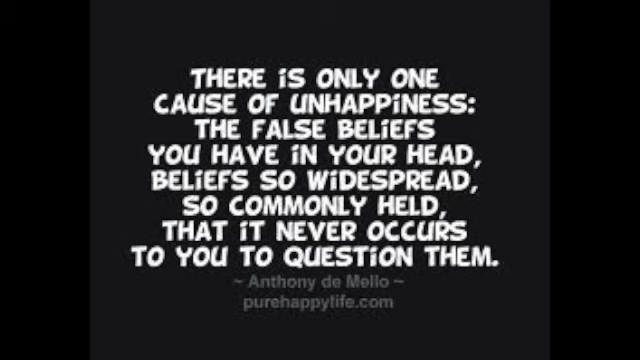 THERE iS ONLY ONE
CAUSE OF UNHAPPiNESS:
THE FALSE BELiEFS
YOU HAVE iN YOUR HEAD,
BELiEFS SO WiDESPREAD,
SO COMMONLY HELD,
THAT iT NEVER OCCURS
TO YOU TO QUESTiON THEM.
~ Anthony de Mello ~
purehappylife.com